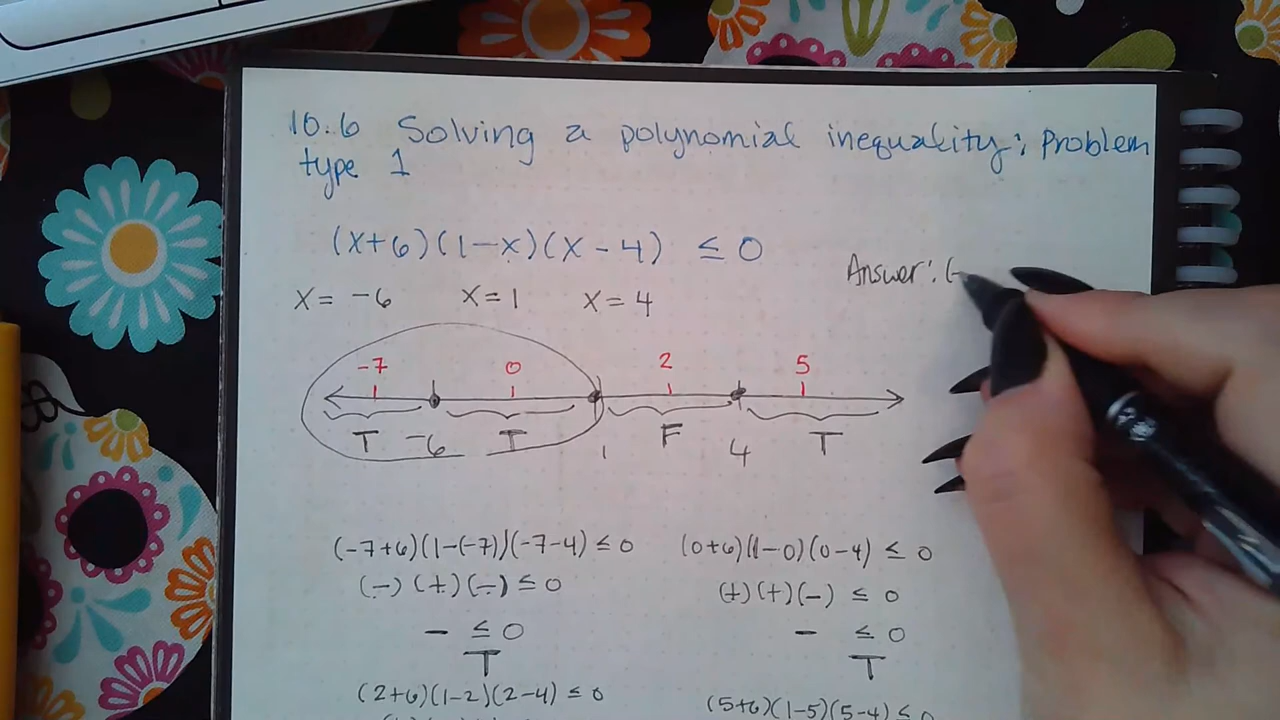 10.6 Solving a polynomial inequality: Problem
type 1
(x+6)(1-x)(x-4) ≤ 0
Answer: (-
x = -6 x = 1 x = 4
-7 0 2 5
T -6 T 1 F 4 T
(-7+6)(1-(-7))(-7-4) ≤ 0 (0+6)(1-0)(0-4) ≤ 0
(-)(+)(-) ≤ 0 (+)(+)(-) ≤ 0
- ≤ 0 - ≤ 0
T T
(2+6)(1-2)(2-4) ≤ 0 (5+6)(1-5)(5-4) ≤ 0